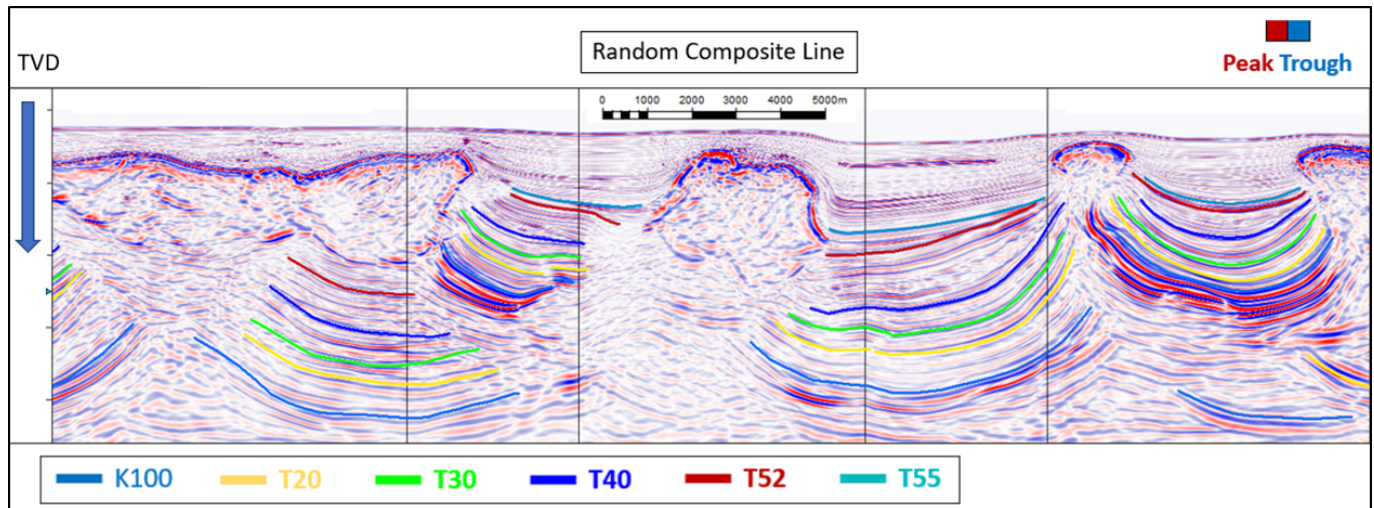 TVD
Random Composite Line
Peak Trough
0 1000 2000 3000 4000 5000m
K100 T20 T30 T40 T52 T55